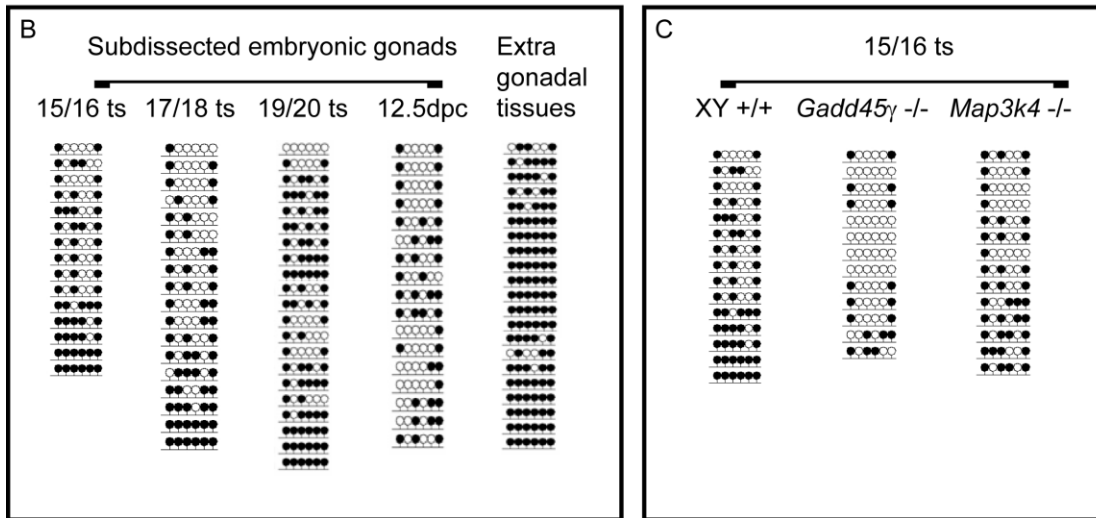 B
Subdissected embryonic gonads
Extra
gonadal
tissues
15/16 ts
17/18 ts
19/20 ts
12.5dpc
C
15/16 ts
XY +/+
Gadd45γ -/-
Map3k4 -/-